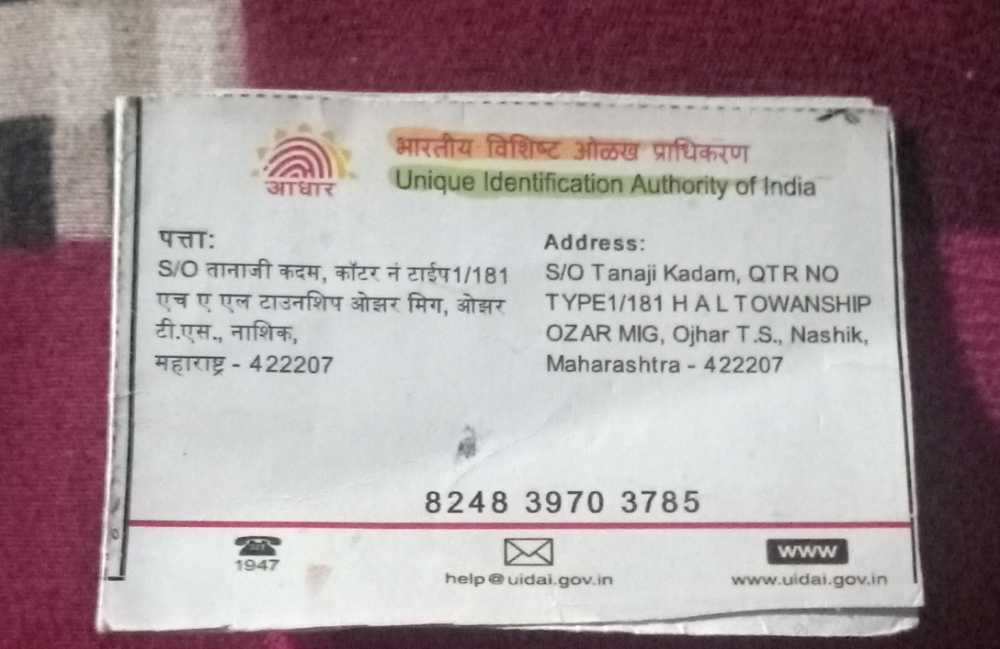 आधार
भारतीय विशिष्ट ओळख प्राधिकरण
Unique Identification Authority of India
पत्ता:
S/O तानाजी कदम, कॉटर नं टाईप1/181
एच ए एल टाउनशिप ओझर मिग, ओझर
टी.एस., नाशिक,
महाराष्ट्र - 422207
Address:
S/O Tanaji Kadam, QTR NO
TYPE1/181 H A L TOWANSHIP
OZAR MIG, Ojhar T.S., Nashik,
Maharashtra - 422207
8248 3970 3785
1947
help@uidai.gov.in
www
www.uidai.gov.in